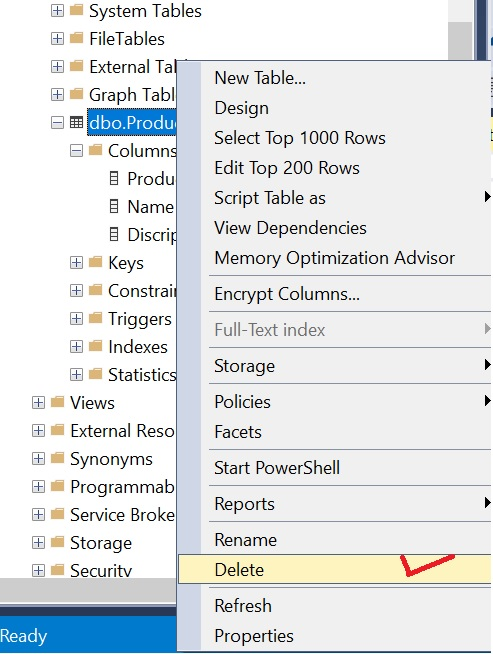 System Tables
FileTables
External Tab
Graph Tabl
dbo.Produ
Columns
Produ
Name
Discrip
Keys
Constrain
Triggers
Indexes
Statistics
Views
External Reso
Synonyms
Programmab
Service Broke
Storage
Security
Ready
New Table...
Design
Select Top 1000 Rows
Edit Top 200 Rows
Script Table as
View Dependencies
Memory Optimization Advisor
Encrypt Columns...
Full-Text index
Storage
Policies
Facets
Start PowerShell
Reports
Rename
Delete
Refresh
Properties